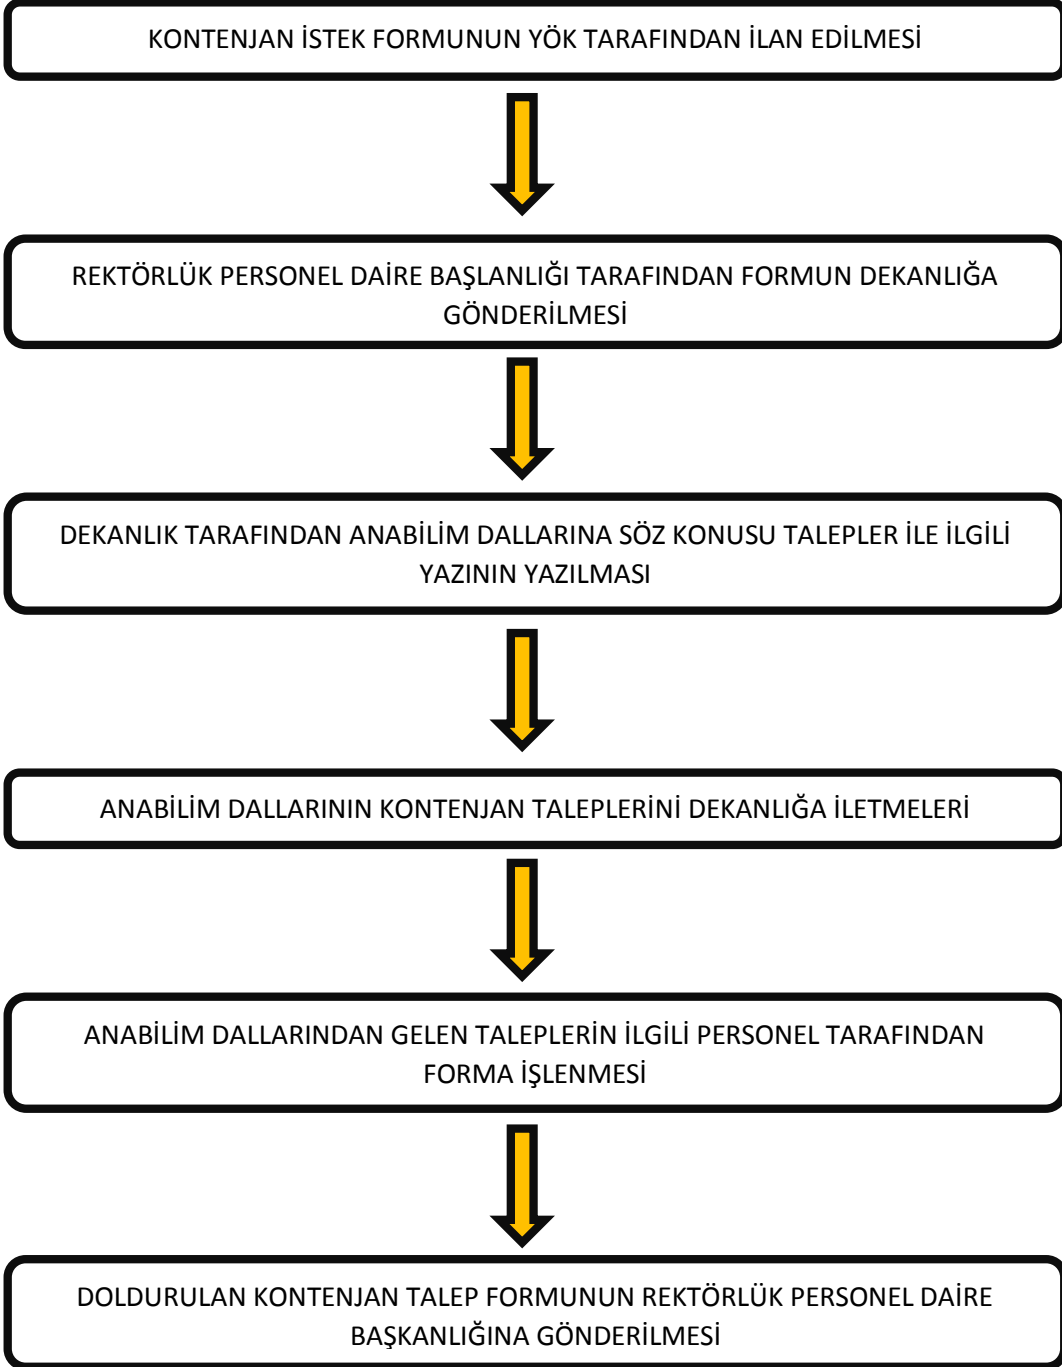 KONTENJAN İSTEK FORMUNUN YÖK TARAFINDAN İLAN EDİLMESİ
REKTÖRLÜK PERSONEL DAİRE BAŞLANLIĞI TARAFINDAN FORMUN DEKANLIĞA
GÖNDERİLMESİ
DEKANLIK TARAFINDAN ANABİLİM DALLARINA SÖZ KONUSU TALEPLER İLE İLGİLİ
YAZININ YAZILMASI
ANABİLİM DALLARININ KONTENJAN TALEPLERİNİ DEKANLIĞA İLETMELERİ
ANABİLİM DALLARINDAN GELEN TALEPLERİN İLGİLİ PERSONEL TARAFINDAN
FORMA İŞLENMESİ
DOLDURULAN KONTENJAN TALEP FORMUNUN REKTÖRLÜK PERSONEL DAİRE
BAŞKANLIĞINA GÖNDERİLMESİ